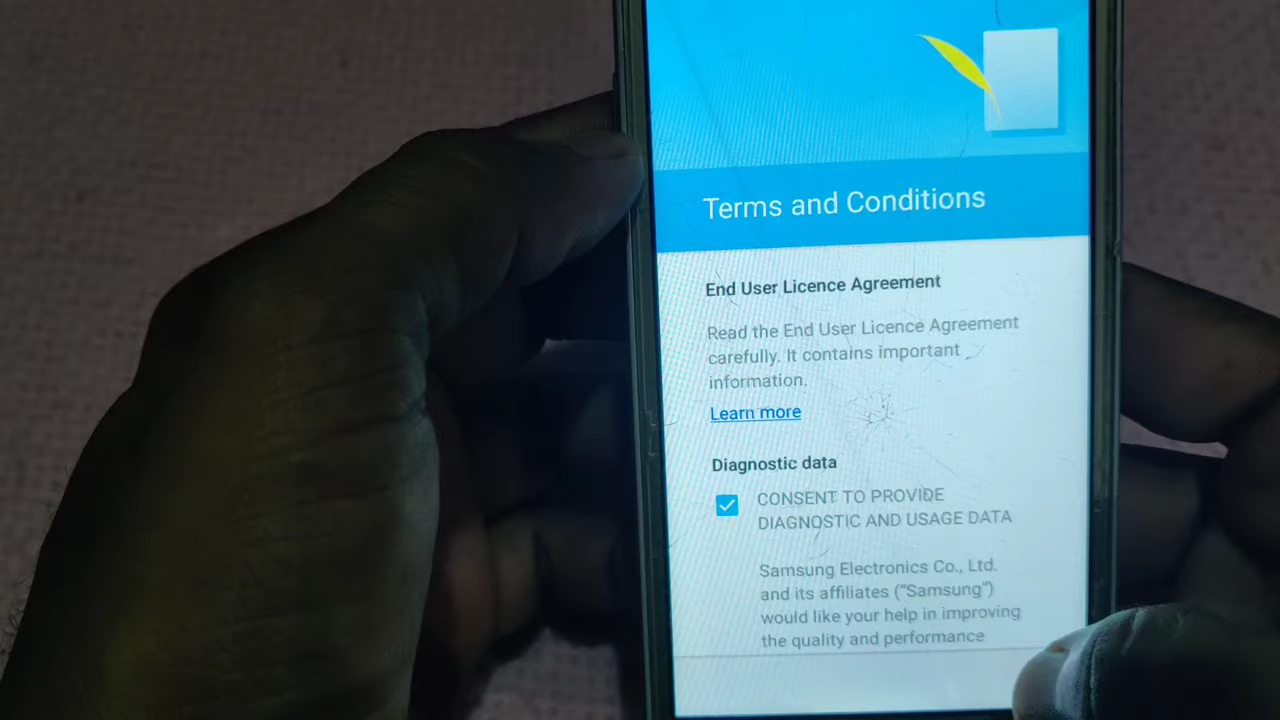 Terms and Conditions
End User Licence Agreement
Read the End User Licence Agreement
carefully. It contains important
information.
Learn more
Diagnostic data
CONSENT TO PROVIDE
DIAGNOSTIC AND USAGE DATA
Samsung Electronics Co., Ltd.
and its affiliates ("Samsung")
would like your help in improving
the quality and performance